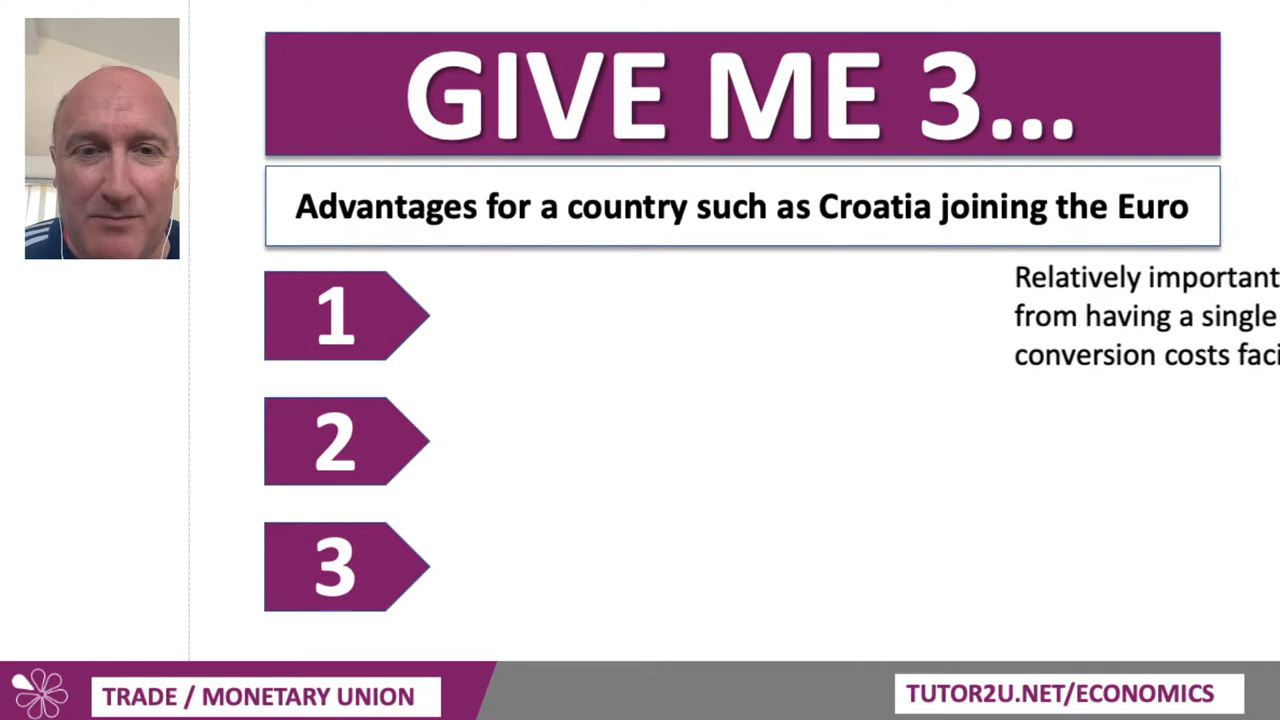 GIVE ME 3...
Advantages for a country such as Croatia joining the Euro
1
Relatively important
from having a single
conversion costs faci
2
3
TRADE / MONETARY UNION
TUTOR2U.NET/ECONOMICS